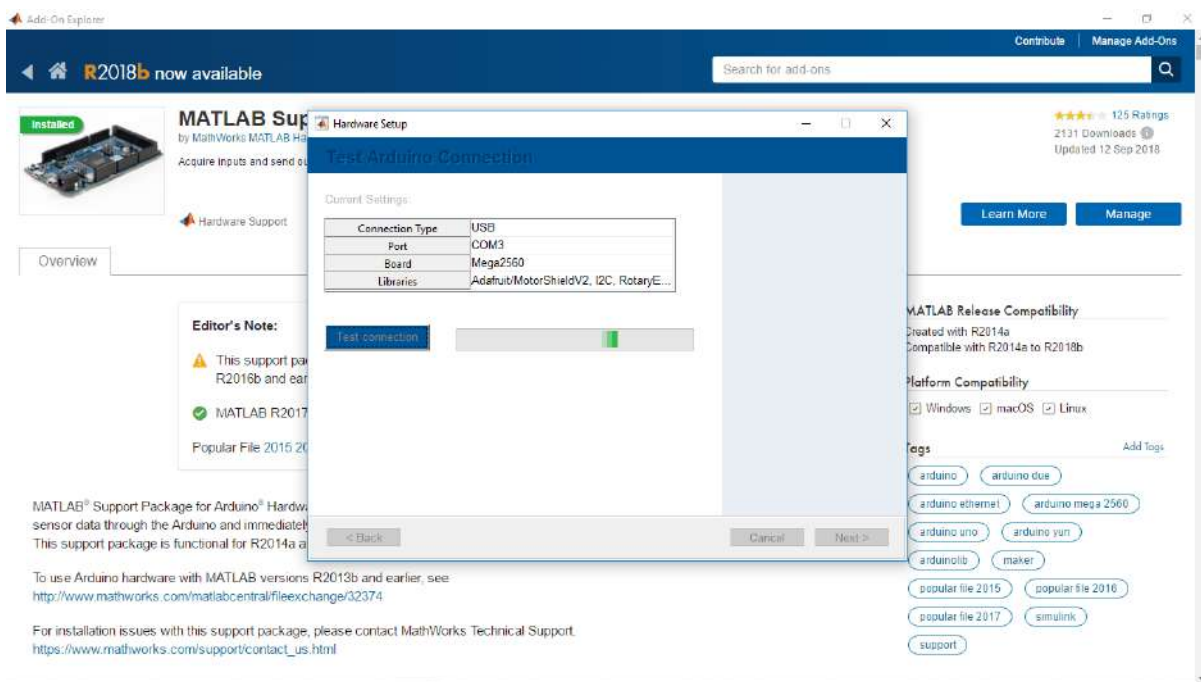 Add-On Explorer
Contribute
Manage Add-Ons
R2018b now available
Search for add-ons
Installed
MATLAB Sup
by MathWorks MATLAB Ha
Acquire inputs and send ou
Hardware Support
125 Ratings
2131 Downloads
Updated 12 Sep 2018
Learn More
Manage
Overview
Hardware Setup
Test Arduino Connection
Current Settings:
Connection Type USB
Port COM3
Board Mega2560
Libraries Adafruit/MotorShieldV2, I2C, RotaryE...
Test connection
< Back
Cancel
Next >
Editor's Note:
This support pa
R2016b and ear
MATLAB R2017
Popular File 2015 20
MATLAB® Support Package for Arduino® Hardwa
sensor data through the Arduino and immediately
This support package is functional for R2014a a
To use Arduino hardware with MATLAB versions R2013b and earlier, see
http://www.mathworks.com/matlabcentral/fileexchange/32374
For installation issues with this support package, please contact MathWorks Technical Support.
https://www.mathworks.com/support/contact_us.html
MATLAB Release Compatibility
Created with R2014a
Compatible with R2014a to R2018b
Platform Compatibility
Windows macOS Linux
Tags
Add Tags
arduino
arduino due
arduino ethernet
arduino mega 2560
arduino uno
arduino yun
arduinolib
maker
popular file 2015
popular file 2016
popular file 2017
simulink
support